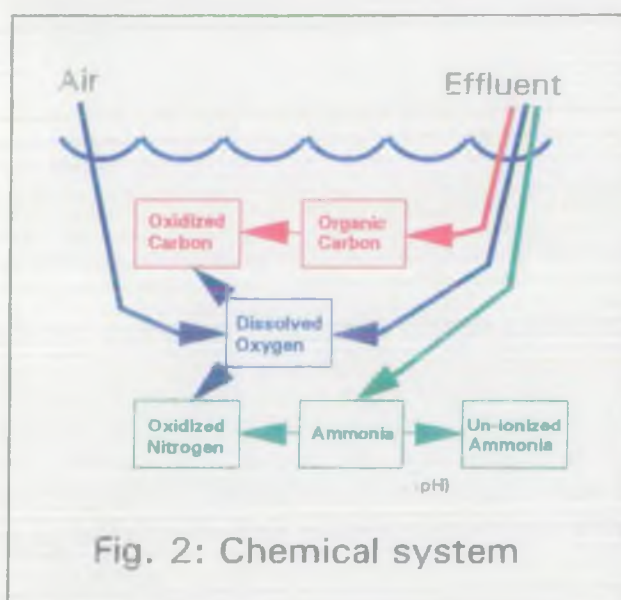 Air
Effluent
Oxidized
Carbon
Organic
Carbon
Dissolved
Oxygen
Oxidized
Nitrogen
Ammonia
Un-ionized
Ammonia
pH)
Fig. 2: Chemical system